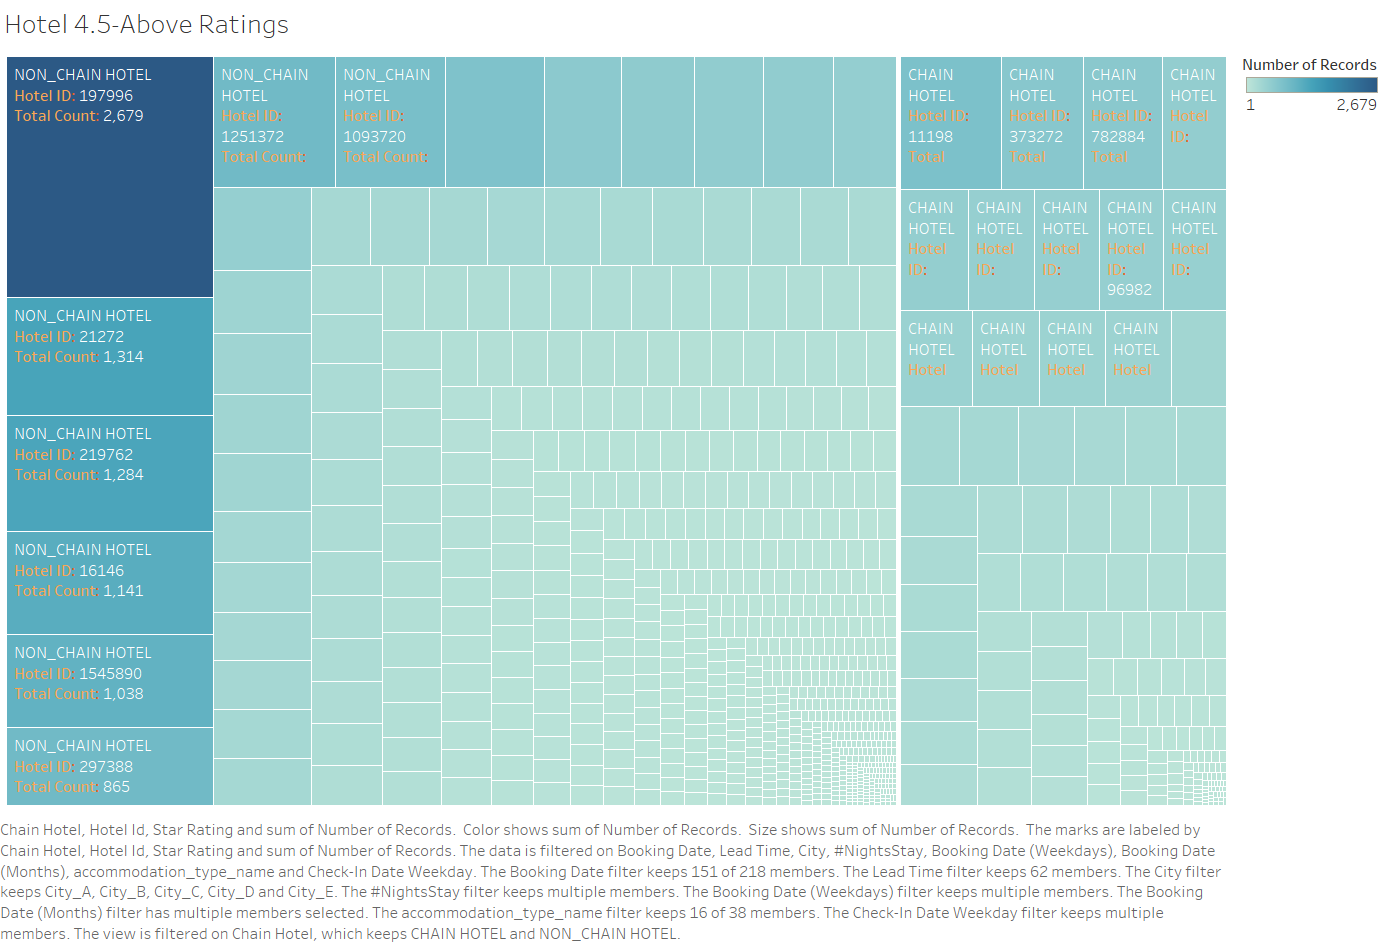 Hotel 4.5-Above Ratings
NON_CHAIN HOTEL
Hotel ID: 197996
Total Count: 2,679
NON_CHAIN HOTEL
Hotel ID: 21272
Total Count: 1,314
NON_CHAIN HOTEL
Hotel ID: 219762
Total Count: 1,284
NON_CHAIN HOTEL
Hotel ID: 16146
Total Count: 1,141
NON_CHAIN HOTEL
Hotel ID: 1545890
Total Count: 1,038
NON_CHAIN HOTEL
Hotel ID: 297388
Total Count: 865
NON_CHAIN
HOTEL
Hotel ID:
1251372
Total Count:
NON_CHAIN
HOTEL
Hotel ID:
1093720
Total Count:
CHAIN
HOTEL
Hotel ID:
11198
Total
CHAIN
HOTEL
Hotel ID:
373272
Total
CHAIN
HOTEL
Hotel ID:
782884
Total
CHAIN
HOTEL
Hotel
ID:
CHAIN
HOTEL
Hotel
ID:
CHAIN
HOTEL
Hotel
ID:
CHAIN
HOTEL
Hotel
ID:
CHAIN
HOTEL
Hotel
ID:
96982
CHAIN
HOTEL
Hotel
ID:
CHAIN
HOTEL
Hotel
CHAIN
HOTEL
Hotel
CHAIN
HOTEL
Hotel
CHAIN
HOTEL
Hotel
Number of Records
1 2,679
Chain Hotel, Hotel Id, Star Rating and sum of Number of Records.  Color shows sum of Number of Records.  Size shows sum of Number of Records.  The marks are labeled by
Chain Hotel, Hotel Id, Star Rating and sum of Number of Records. The data is filtered on Booking Date, Lead Time, City, #NightsStay, Booking Date (Weekdays), Booking Date
(Months), accommodation_type_name and Check-In Date Weekday. The Booking Date filter keeps 151 of 218 members. The Lead Time filter keeps 62 members. The City filter
keeps City_A, City_B, City_C, City_D and City_E. The #NightsStay filter keeps multiple members. The Booking Date (Weekdays) filter keeps multiple members. The Booking
Date (Months) filter has multiple members selected. The accommodation_type_name filter keeps 16 of 38 members. The Check-In Date Weekday filter keeps multiple
members. The view is filtered on Chain Hotel, which keeps CHAIN HOTEL and NON_CHAIN HOTEL.